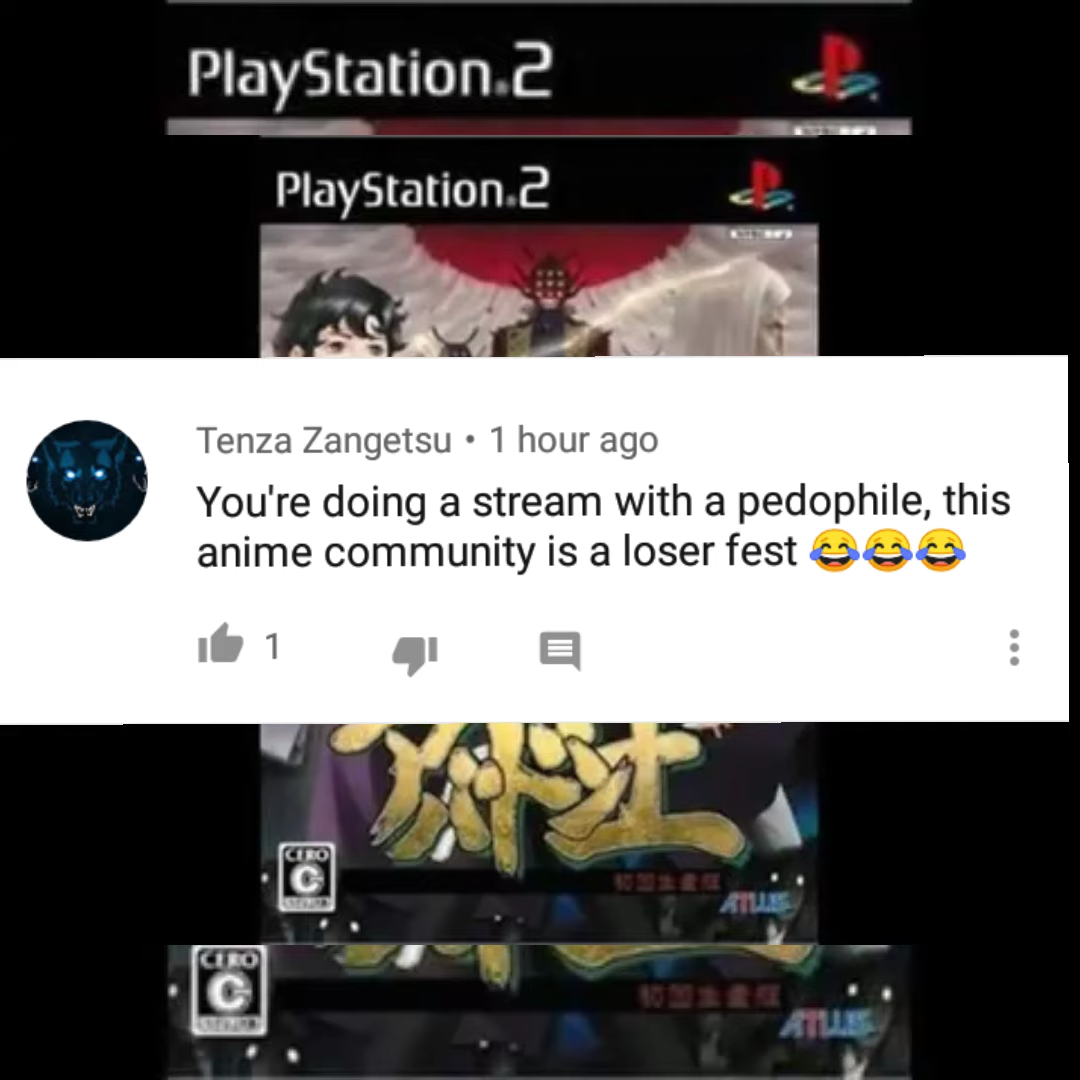 PlayStation.2
PlayStation.2
Tenza Zangetsu • 1 hour ago
You're doing a stream with a pedophile, this
anime community is a loser fest 😂😂😂
1
CERO
C
ATLUS
CERO
C
ATLUS